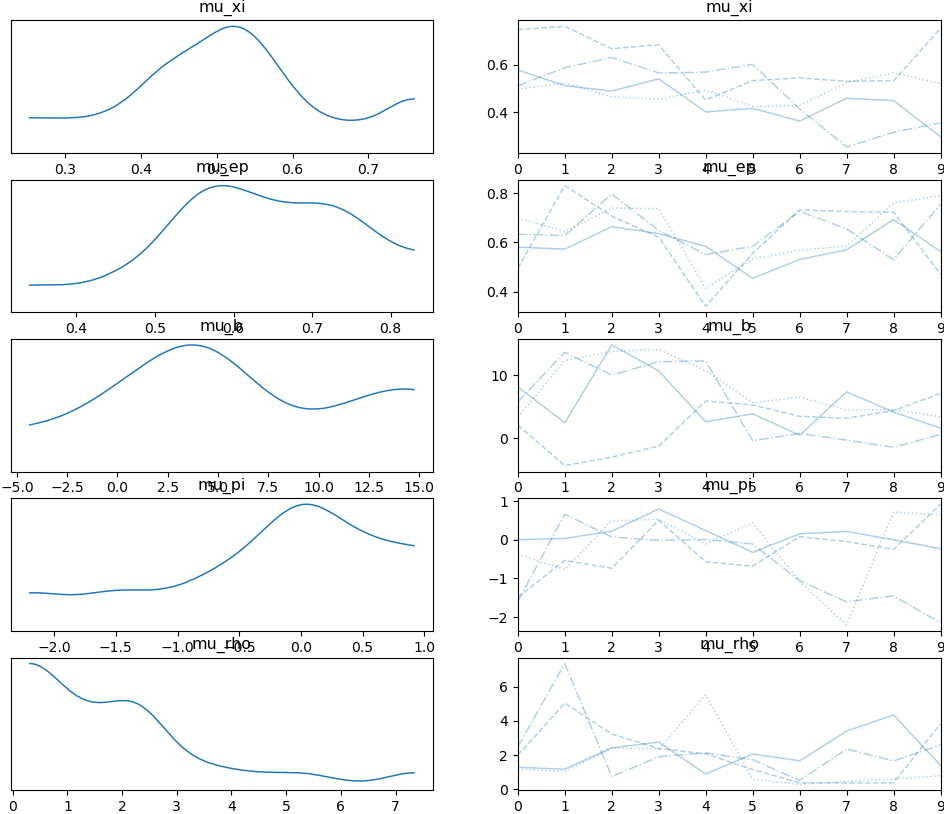 mu_xi mu_xi
0.6
0.4
0.3 0.4 0.5 0.6 0.7 0 1 2 3 4 5 6 7 8 9
mu_ep mu_ep
0.8
0.6
0.4
0.4 0.5 0.6 0.7 0.8 0 1 2 3 4 5 6 7 8 9
mu_b mu_b
10
0
−5.0 −2.5 0.0 2.5 5.0 7.5 10.0 12.5 15.0 0 1 2 3 4 5 6 7 8 9
mu_pi mu_pi
1
0
−1
−2
−2.0 −1.5 −1.0 −0.5 0.0 0.5 1.0 0 1 2 3 4 5 6 7 8 9
mu_rho mu_rho
6
4
2
0
0 1 2 3 4 5 6 7 0 1 2 3 4 5 6 7 8 9